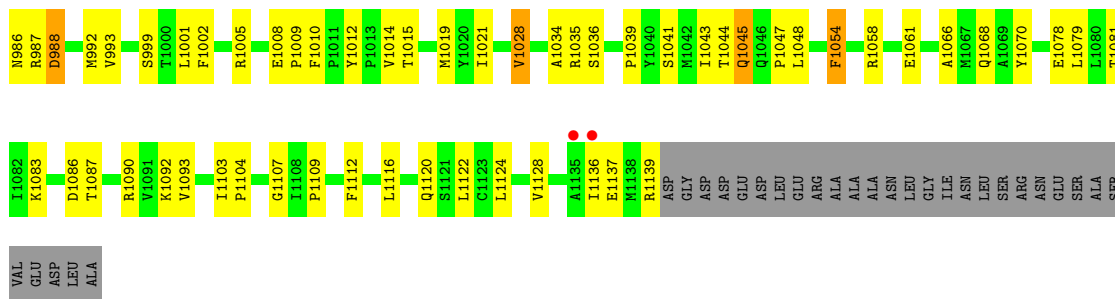 N986 R987 D988 M992 V993 S999 T1000 L1001 F1002 R1005 E1008 P1009 F1010 P1011 Y1012 P1013 V1014 T1015 M1019 Y1020 I1021 V1028 A1034 R1035 S1036 P1039 Y1040 S1041 M1042 I1043 T1044 Q1045 Q1046 P1047 L1048 F1054 R1058 E1061 A1066 M1067 Q1068 A1069 Y1070 E1078 L1079 L1080 T1081
I1082 K1083 D1086 T1087 R1090 V1091 K1092 V1093 I1103 P1104 G1107 I1108 P1109 F1112 L1116 Q1120 S1121 L1122 C1123 L1124 V1128 A1135 I1136 E1137 M1138 R1139 ASP GLY ASP ASP GLU ASP LEU GLU ARG ALA ALA ALA ASN LEU GLY ILE ASN LEU SER ARG ASN GLU SER ALA SER
VAL GLU ASP LEU ALA